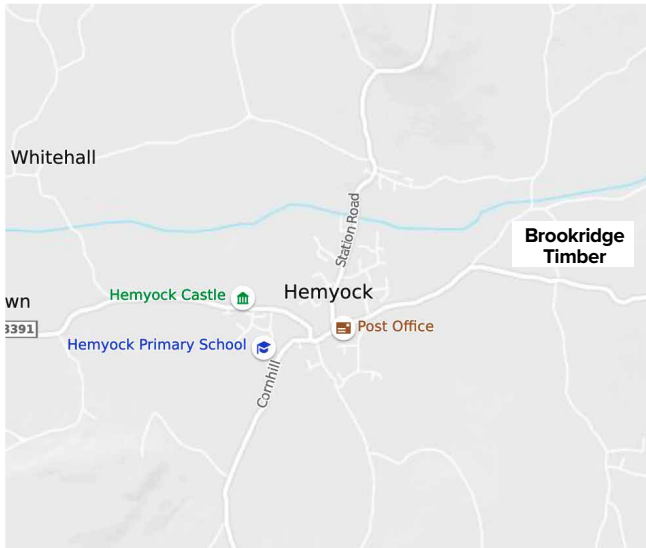 Whitehall
Station Road
Brookridge
Timber
Hemyock Castle
Hemyock
wn
3391
Post Office
Hemyock Primary School
Cornhill